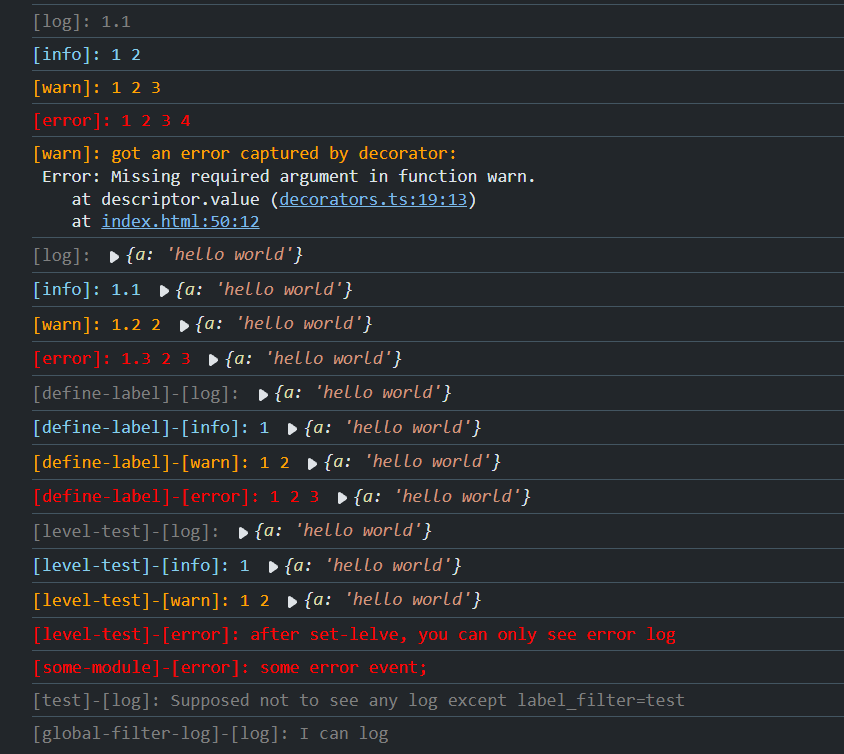 [log]: 1.1
[info]: 1 2
[warn]: 1 2 3
[error]: 1 2 3 4
[warn]: got an error captured by decorator:
Error: Missing required argument in function warn.
at descriptor.value (decorators.ts:19:13)
at index.html:50:12
[log]: ▶{a: 'hello world'}
[info]: 1.1 ▶{a: 'hello world'}
[warn]: 1.2 2 ▶{a: 'hello world'}
[error]: 1.3 2 3 ▶{a: 'hello world'}
[define-label]-[log]: ▶{a: 'hello world'}
[define-label]-[info]: 1 ▶{a: 'hello world'}
[define-label]-[warn]: 1 2 ▶{a: 'hello world'}
[define-label]-[error]: 1 2 3 ▶{a: 'hello world'}
[level-test]-[log]: ▶{a: 'hello world'}
[level-test]-[info]: 1 ▶{a: 'hello world'}
[level-test]-[warn]: 1 2 ▶{a: 'hello world'}
[level-test]-[error]: after set-lelve, you can only see error log
[some-module]-[error]: some error event;
[test]-[log]: Supposed not to see any log except label_filter=test
[global-filter-log]-[log]: I can log